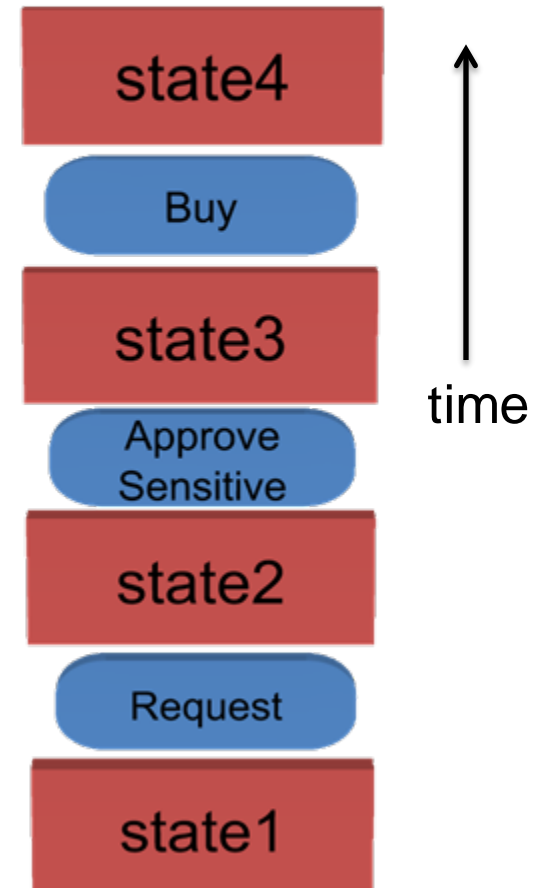 state4
Buy
state3
time
Approve
Sensitive
state2
Request
state1